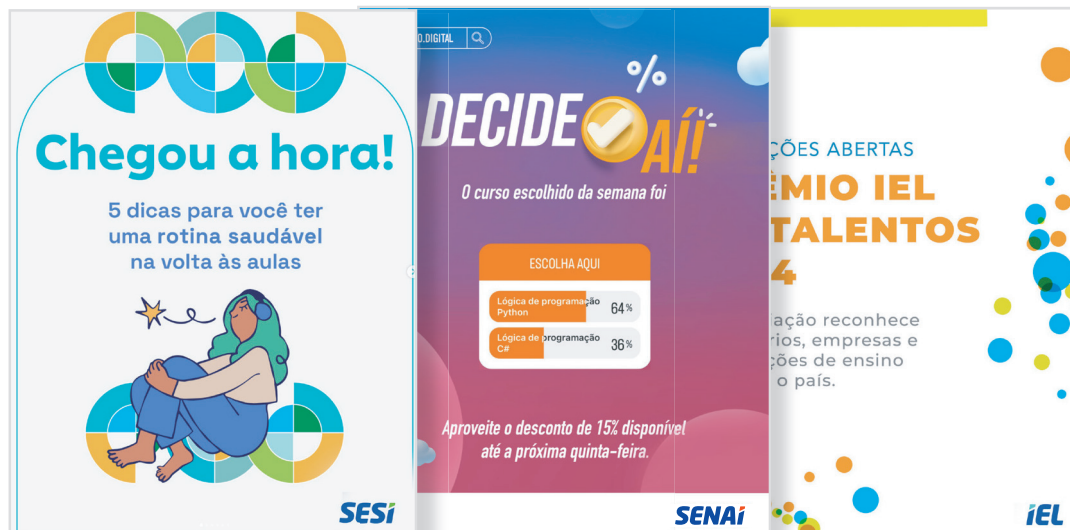 Chegou a hora!
5 dicas para você ter
uma rotina saudável
na volta às aulas
SESI
O.DIGITAL
%
DECIDE
AÍ!
O curso escolhido da semana foi
ESCOLHA AQUI
Lógica de programação
Python
64%
Lógica de programação
C#
36%
Aproveite o desconto de 15% disponível
até a próxima quinta-feira.
SENAI
ÇÕES ABERTAS
ÊMIO IEL
TALENTOS
4
iação reconhece
rios, empresas e
ções de ensino
o país.
iEL